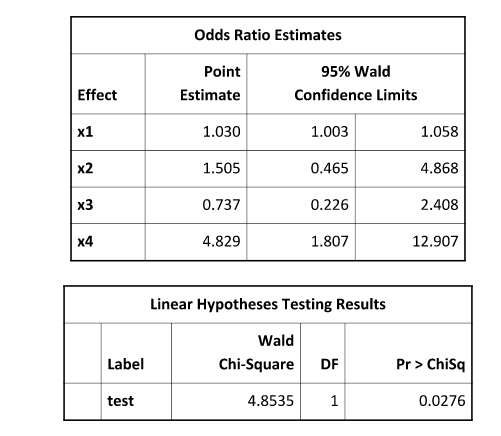 Odds Ratio Estimates
Effect Point Estimate 95% Wald Confidence Limits
x1 1.030 1.003 1.058
x2 1.505 0.465 4.868
x3 0.737 0.226 2.408
x4 4.829 1.807 12.907
Linear Hypotheses Testing Results
Label Wald Chi-Square DF Pr > ChiSq
test 4.8535 1 0.0276